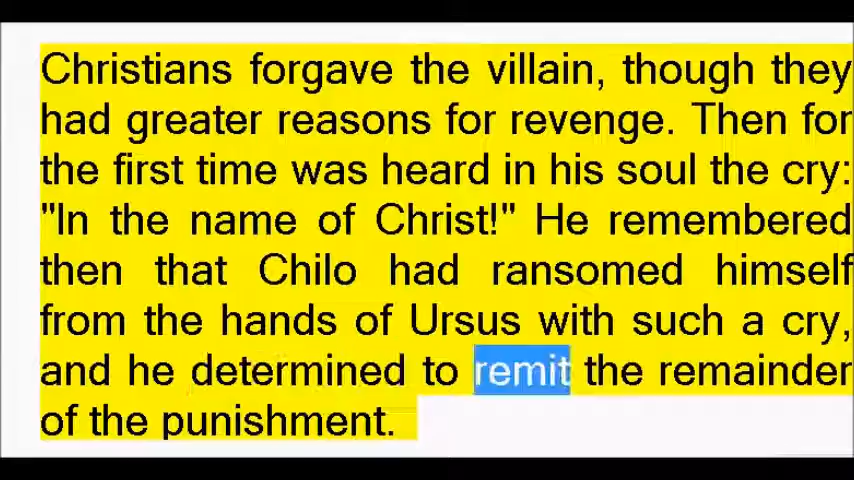 Christians forgave the villain, though they
had greater reasons for revenge. Then for
the first time was heard in his soul the cry:
"In the name of Christ!" He remembered
then that Chilo had ransomed himself
from the hands of Ursus with such a cry,
and he determined to remit the remainder
of the punishment.